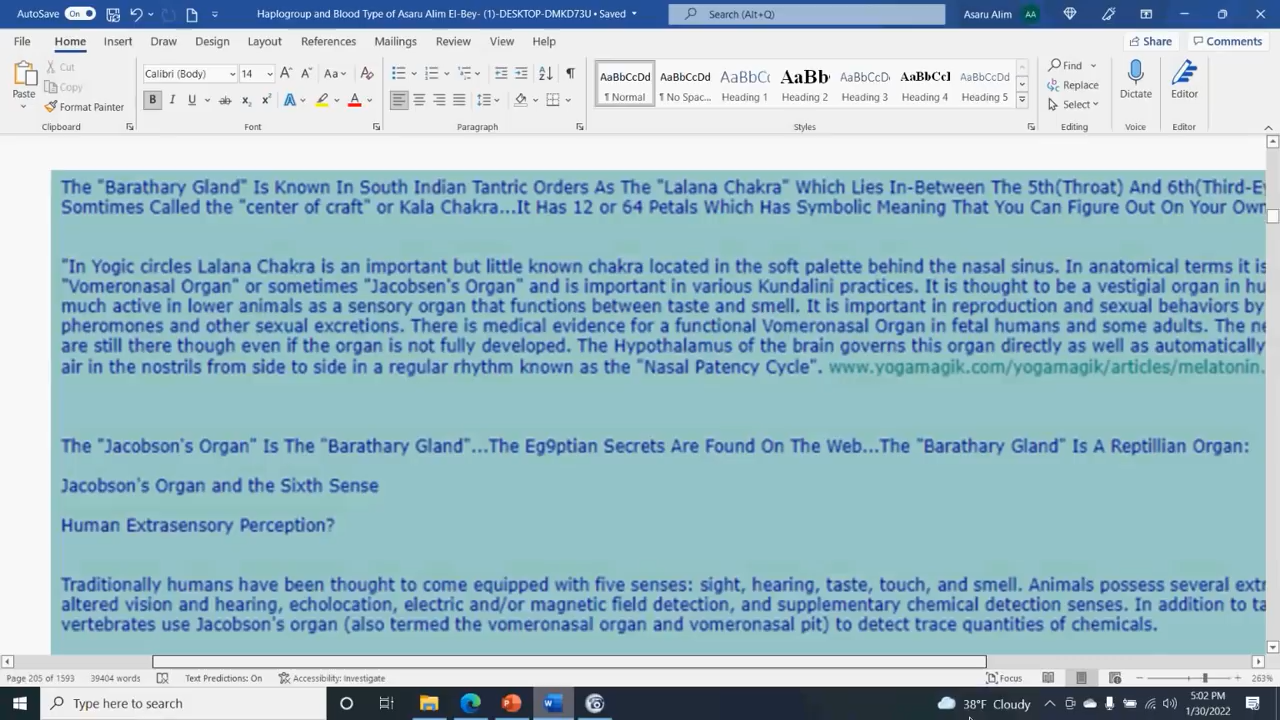 AutoSave On Haplogroup and Blood Type of Asaru Alim El-Bey- (1)-DESKTOP-DMKD73U • Saved Search (Alt+Q) Asaru Alim AA
File Home Insert Draw Design Layout References Mailings Review View Help Share Comments
Paste Cut Copy Format Painter Clipboard
Calibri (Body) 14 Font
Paragraph
AaBbCcDd ¶ Normal AaBbCcDd ¶ No Spac... AaBbCc Heading 1 AaBb Heading 2 AaBbCcDd Heading 3 AaBbCcI Heading 4 AaBbCcDd Heading 5 Styles
Find Replace Select Editing
Dictate Voice
Editor Editor
The "Barathary Gland" Is Known In South Indian Tantric Orders As The "Lalana Chakra" Which Lies In-Between The 5th(Throat) And 6th(Third-Ey
Somtimes Called the "center of craft" or Kala Chakra...It Has 12 or 64 Petals Which Has Symbolic Meaning That You Can Figure Out On Your Own
"In Yogic circles Lalana Chakra is an important but little known chakra located in the soft palette behind the nasal sinus. In anatomical terms it is
"Vomeronasal Organ" or sometimes "Jacobsen's Organ" and is important in various Kundalini practices. It is thought to be a vestigial organ in hu
much active in lower animals as a sensory organ that functions between taste and smell. It is important in reproduction and sexual behaviors by
pheromones and other sexual excretions. There is medical evidence for a functional Vomeronasal Organ in fetal humans and some adults. The ne
are still there though even if the organ is not fully developed. The Hypothalamus of the brain governs this organ directly as well as automatically
air in the nostrils from side to side in a regular rhythm known as the "Nasal Patency Cycle". www.yogamagik.com/yogamagik/articles/melatonin.
The "Jacobson's Organ" Is The "Barathary Gland"...The Eg9ptian Secrets Are Found On The Web...The "Barathary Gland" Is A Reptillian Organ:
Jacobson's Organ and the Sixth Sense
Human Extrasensory Perception?
Traditionally humans have been thought to come equipped with five senses: sight, hearing, taste, touch, and smell. Animals possess several extr
altered vision and hearing, echolocation, electric and/or magnetic field detection, and supplementary chemical detection senses. In addition to ta
vertebrates use Jacobson's organ (also termed the vomeronasal organ and vomeronasal pit) to detect trace quantities of chemicals.
Page 205 of 1593 39404 words Text Predictions: On Accessibility: Investigate Focus 263%
Type here to search 38°F Cloudy 5:02 PM
1/30/2022